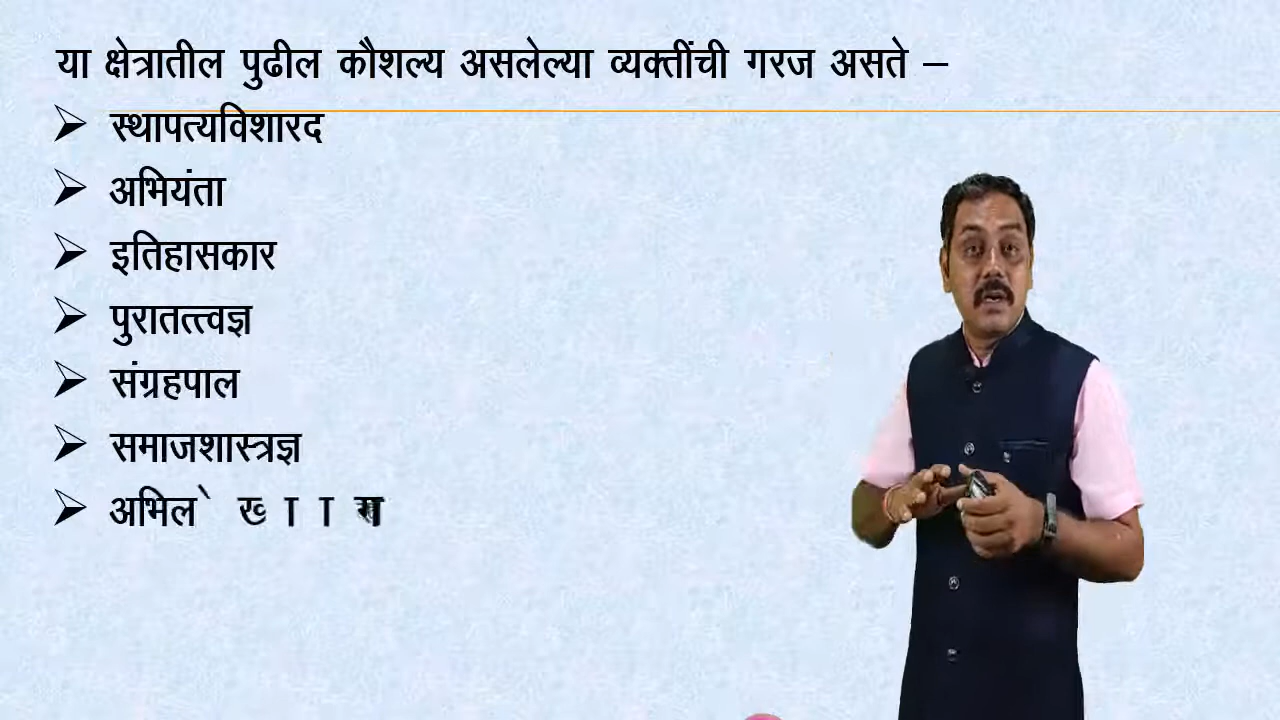 या क्षेत्रातील पुढील कौशल्य असलेल्या व्यक्तींची गरज असते –
➢ स्थापत्यविशारद
➢ अभियंता
➢ इतिहासकार
➢ पुरातत्त्वज्ञ
➢ संग्रहपाल
➢ समाजशास्त्रज्ञ